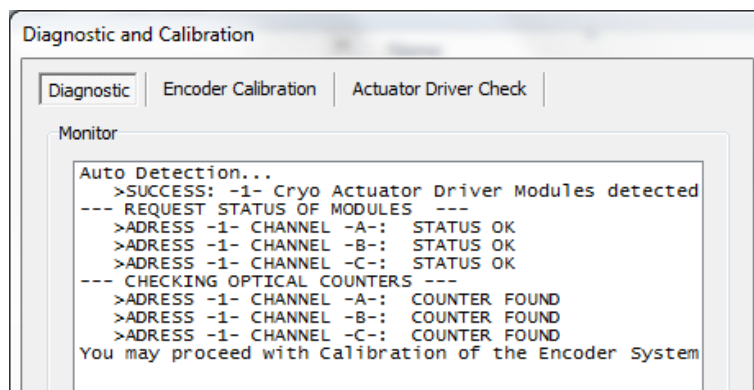 Diagnostic and Calibration
Diagnostic Encoder Calibration Actuator Driver Check
Monitor
Auto Detection...
>SUCCESS: -1- Cryo Actuator Driver Modules detected
--- REQUEST STATUS OF MODULES ---
>ADRESS -1- CHANNEL -A-: STATUS OK
>ADRESS -1- CHANNEL -B-: STATUS OK
>ADRESS -1- CHANNEL -C-: STATUS OK
--- CHECKING OPTICAL COUNTERS ---
>ADRESS -1- CHANNEL -A-: COUNTER FOUND
>ADRESS -1- CHANNEL -B-: COUNTER FOUND
>ADRESS -1- CHANNEL -C-: COUNTER FOUND
You may proceed with Calibration of the Encoder System